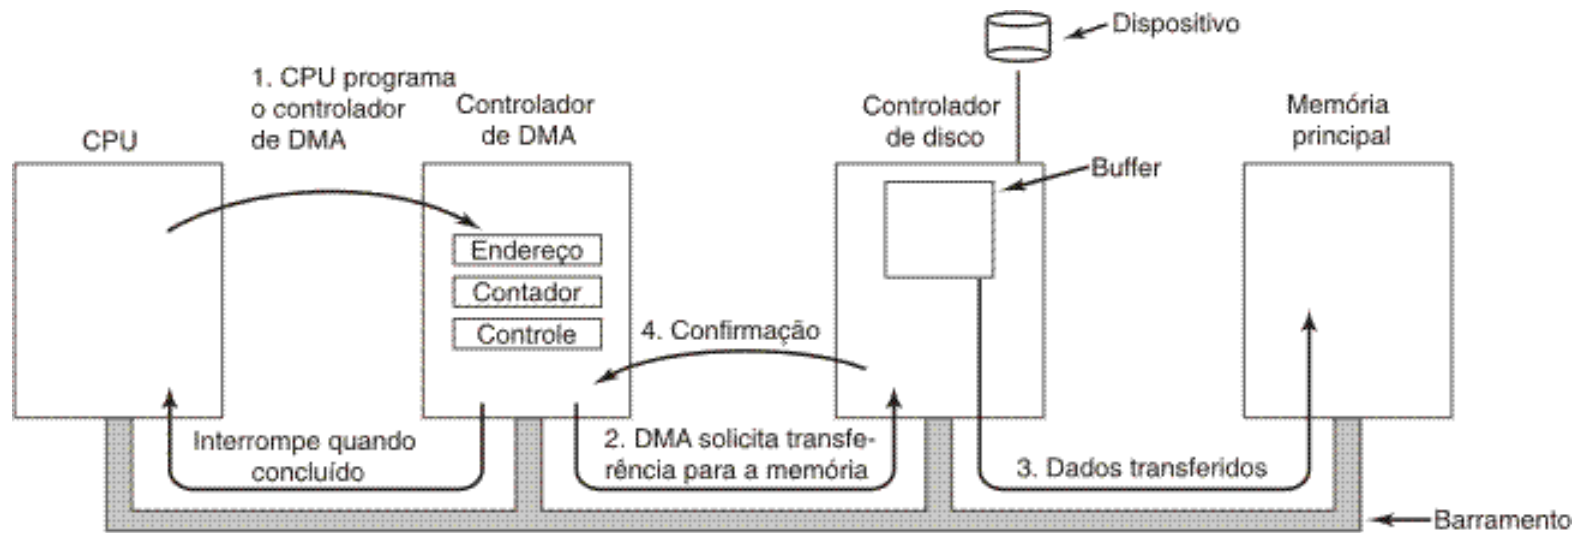 Dispositivo
1. CPU programa
o controlador
de DMA
Controlador
de DMA
Controlador
de disco
Memória
principal
CPU
Buffer
Endereço
Contador
Controle
4. Confirmação
Interrompe quando
concluído
2. DMA solicita transfe-
rência para a memória
3. Dados transferidos
Barramento